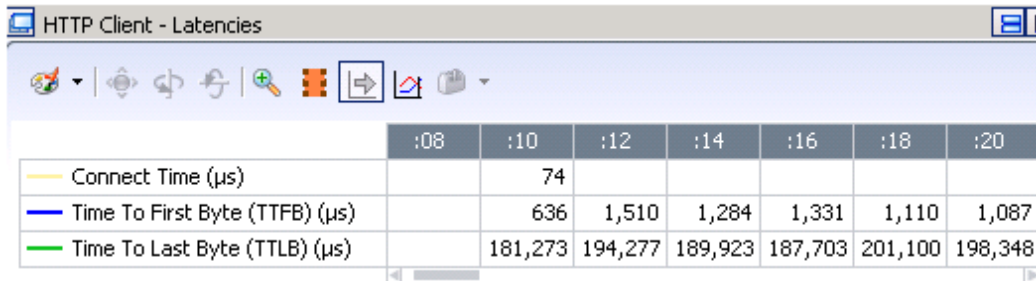 HTTP Client - Latencies
:08 :10 :12 :14 :16 :18 :20
Connect Time (µs) 74
Time To First Byte (TTFB) (µs) 636 1,510 1,284 1,331 1,110 1,087
Time To Last Byte (TTLB) (µs) 181,273 194,277 189,923 187,703 201,100 198,348